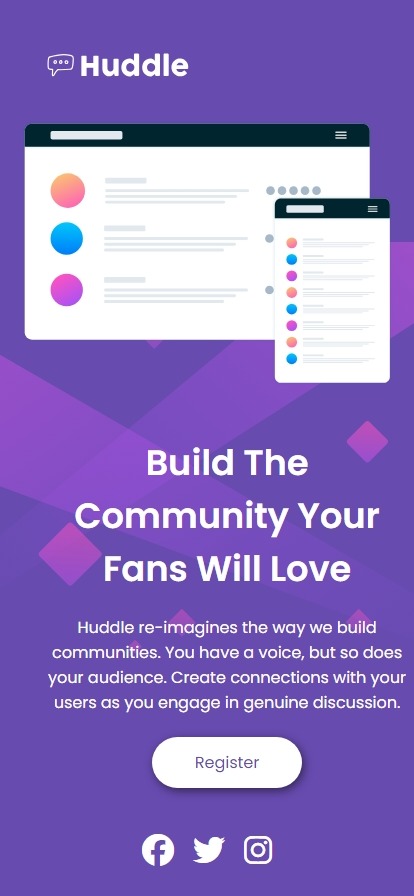 Huddle
Build The
Community Your
Fans Will Love
Huddle re-imagines the way we build
communities. You have a voice, but so does
your audience. Create connections with your
users as you engage in genuine discussion.
Register